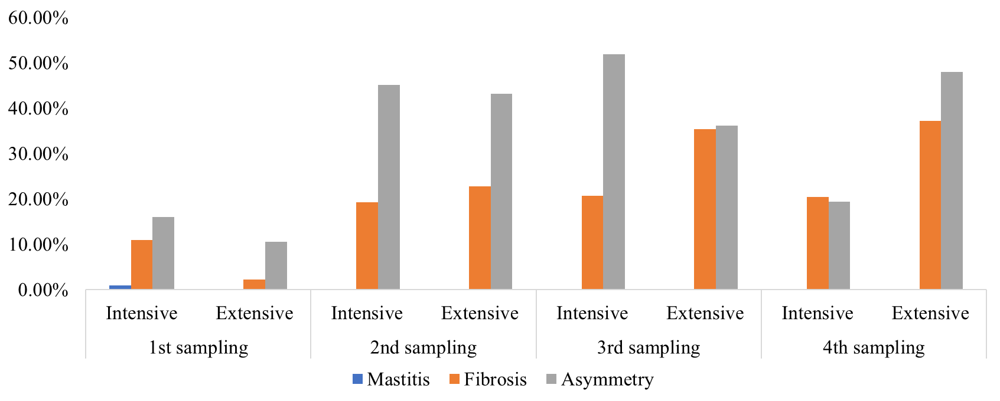 60.00%
50.00%
40.00%
30.00%
20.00%
10.00%
0.00%
Intensive Extensive Intensive Extensive Intensive Extensive Intensive Extensive
1st sampling 2nd sampling 3rd sampling 4th sampling
Mastitis Fibrosis Asymmetry